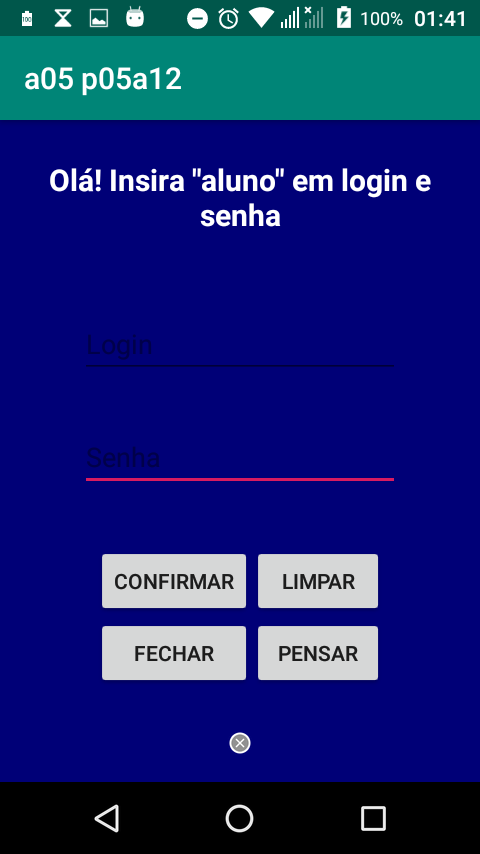 100% 01:41
a05 p05a12
Olá! Insira "aluno" em login e
senha
Login
Senha
CONFIRMAR LIMPAR
FECHAR PENSAR